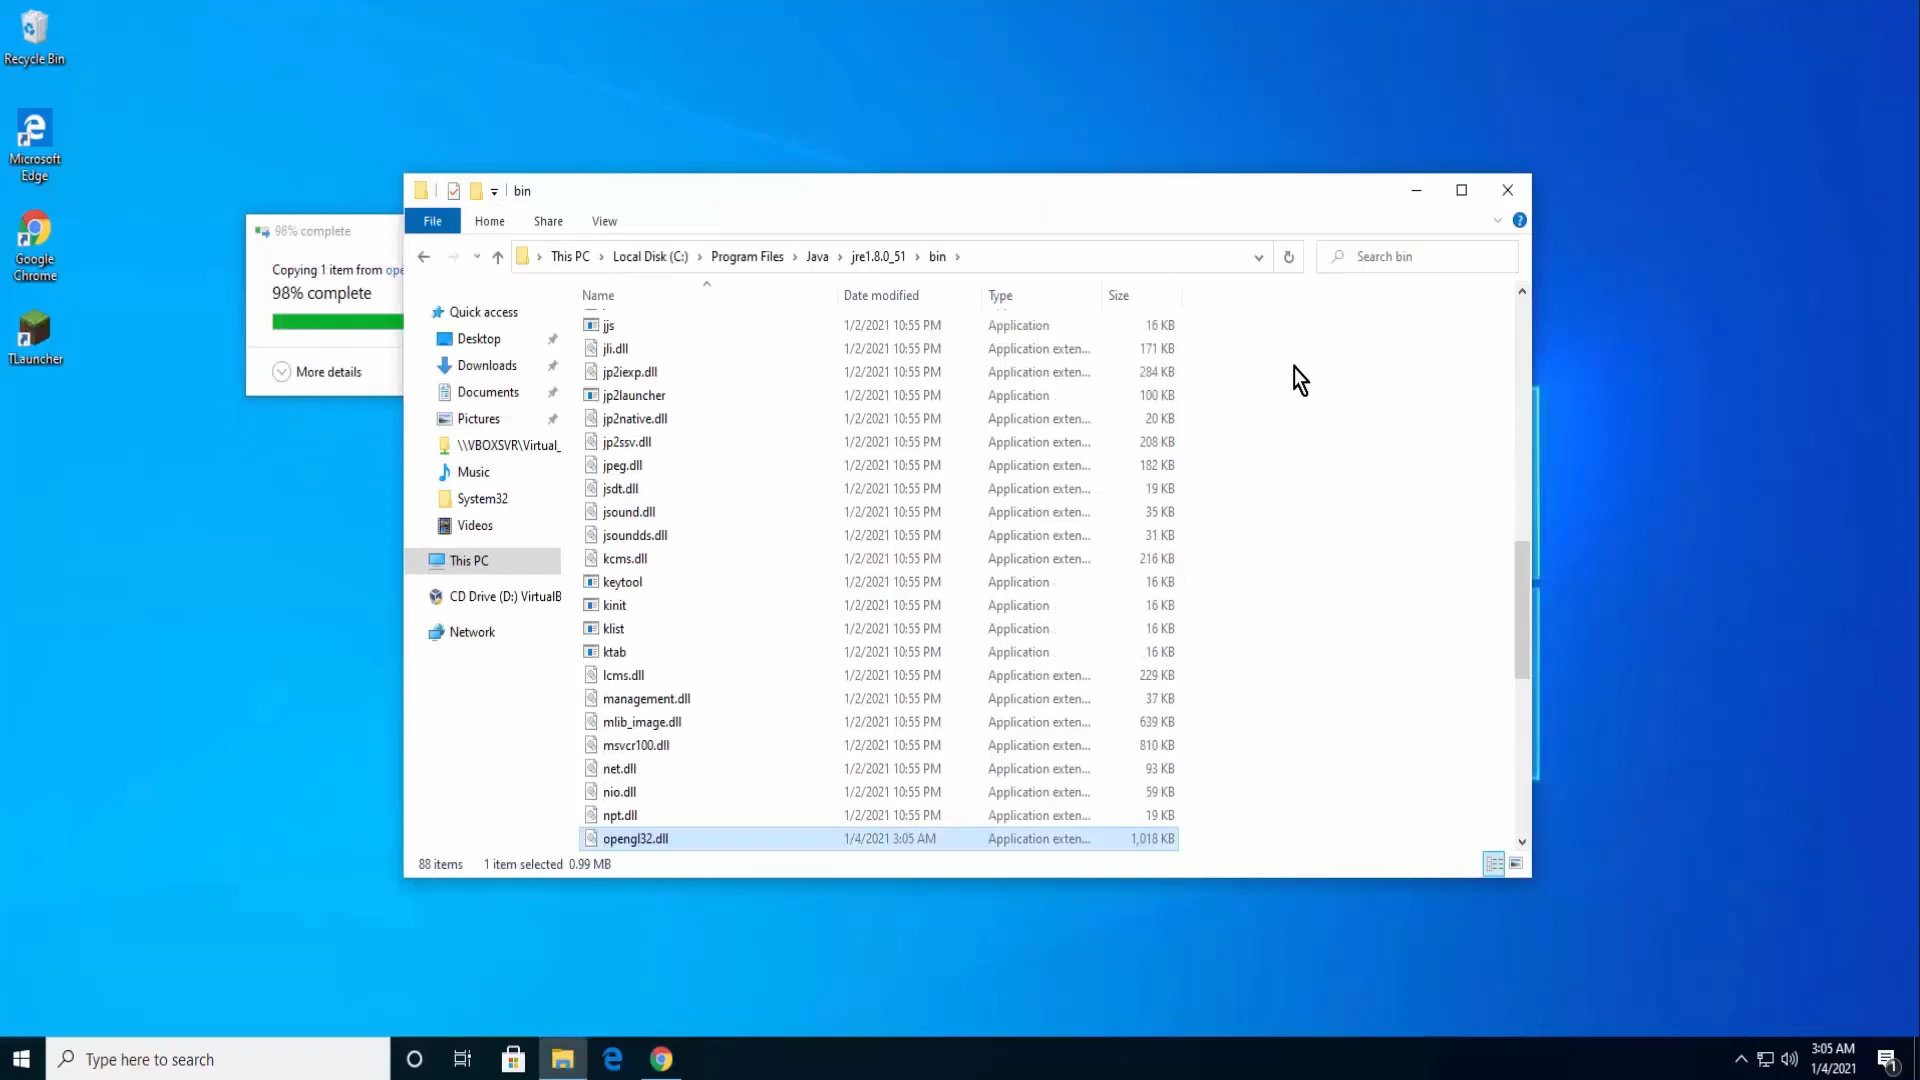 Recycle Bin
Microsoft
Edge
Google
Chrome
TLauncher
98% complete
Copying 1 item from ope
98% complete
More details
bin
File Home Share View
This PC Local Disk (C:) Program Files Java jre1.8.0_51 bin
Search bin
Quick access
Desktop
Downloads
Documents
Pictures
\\VBOXSVR\Virtual_
Music
System32
Videos
This PC
CD Drive (D:) VirtualB
Network
Name Date modified Type Size
jjs 1/2/2021 10:55 PM Application 16 KB
jli.dll 1/2/2021 10:55 PM Application exten... 171 KB
jp2iexp.dll 1/2/2021 10:55 PM Application exten... 284 KB
jp2launcher 1/2/2021 10:55 PM Application 100 KB
jp2native.dll 1/2/2021 10:55 PM Application exten... 20 KB
jp2ssv.dll 1/2/2021 10:55 PM Application exten... 208 KB
jpeg.dll 1/2/2021 10:55 PM Application exten... 182 KB
jsdt.dll 1/2/2021 10:55 PM Application exten... 19 KB
jsound.dll 1/2/2021 10:55 PM Application exten... 35 KB
jsoundds.dll 1/2/2021 10:55 PM Application exten... 31 KB
kcms.dll 1/2/2021 10:55 PM Application exten... 216 KB
keytool 1/2/2021 10:55 PM Application 16 KB
kinit 1/2/2021 10:55 PM Application 16 KB
klist 1/2/2021 10:55 PM Application 16 KB
ktab 1/2/2021 10:55 PM Application 16 KB
lcms.dll 1/2/2021 10:55 PM Application exten... 229 KB
management.dll 1/2/2021 10:55 PM Application exten... 37 KB
mlib_image.dll 1/2/2021 10:55 PM Application exten... 639 KB
msvcr100.dll 1/2/2021 10:55 PM Application exten... 810 KB
net.dll 1/2/2021 10:55 PM Application exten... 93 KB
nio.dll 1/2/2021 10:55 PM Application exten... 59 KB
npt.dll 1/2/2021 10:55 PM Application exten... 19 KB
opengl32.dll 1/4/2021 3:05 AM Application exten... 1,018 KB
88 items 1 item selected 0.99 MB
Type here to search
3:05 AM
1/4/2021
1